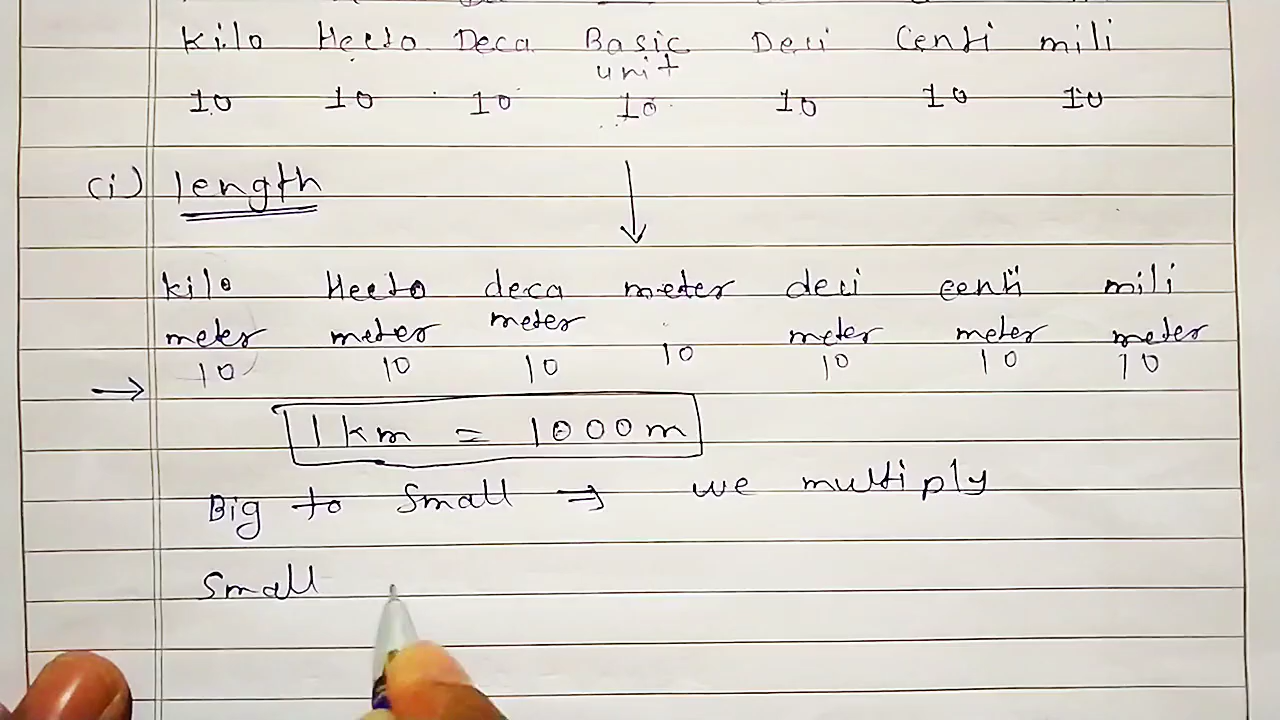 Kilo Hecto Deca Basic Deci Centi mili
unit
10 10 10 10 10 10 10
(i) length
kilo Hecto deca meter deci centi mili
meter meter meter meter meter meter
10 10 10 10 10 10 10
→ 1 km = 1000m
Big to small ⇒ we multiply
Small